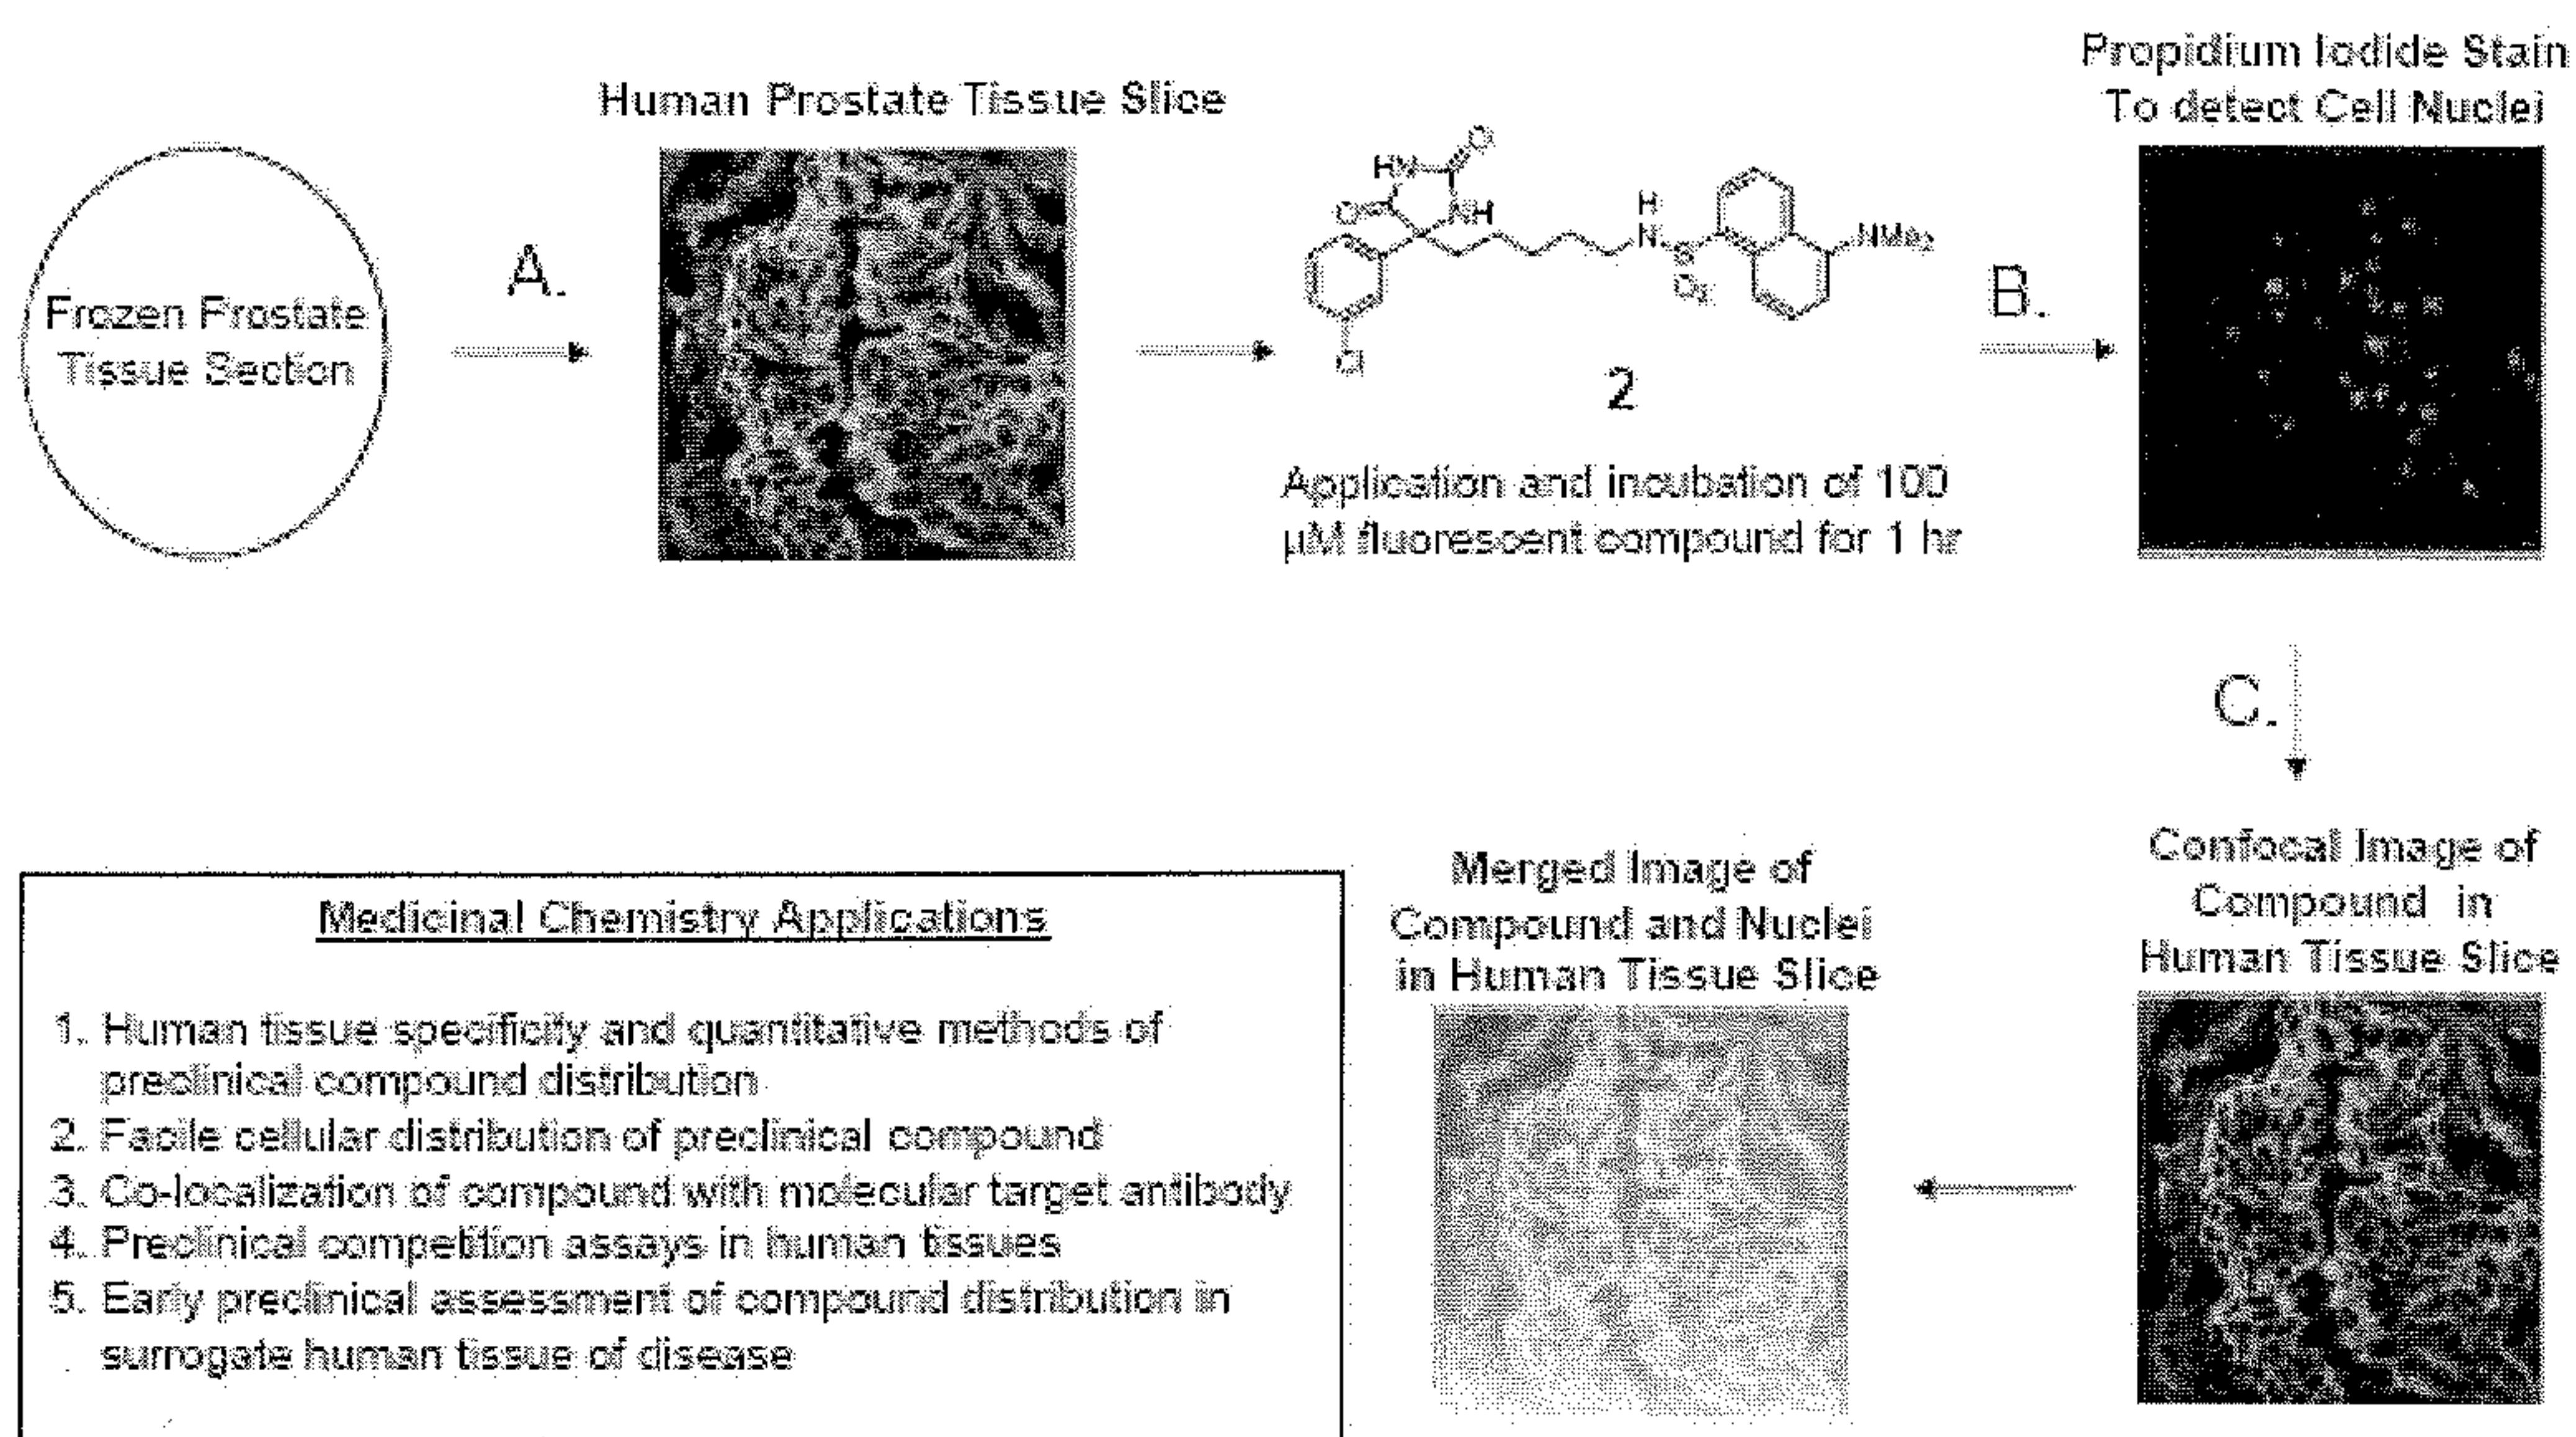 Frozen Prostate
Tissue Section
A.
Human Prostate Tissue Slice
HN
O
O
NH
Cl
H
N
S
O2
NMe2
2
Application and incubation of 100
µM fluorescent compound for 1 hr
B.
Propidium Iodide Stain
To detect Cell Nuclei
C.
Confocal Image of
Compound in
Human Tissue Slice
Merged Image of
Compound and Nuclei
in Human Tissue Slice
Medicinal Chemistry Applications
1. Human tissue specificity and quantitative methods of
preclinical compound distribution
2. Facile cellular distribution of preclinical compound
3. Co-localization of compound with molecular target antibody
4. Preclinical competition assays in human tissues
5. Early preclinical assessment of compound distribution in
surrogate human tissue of disease